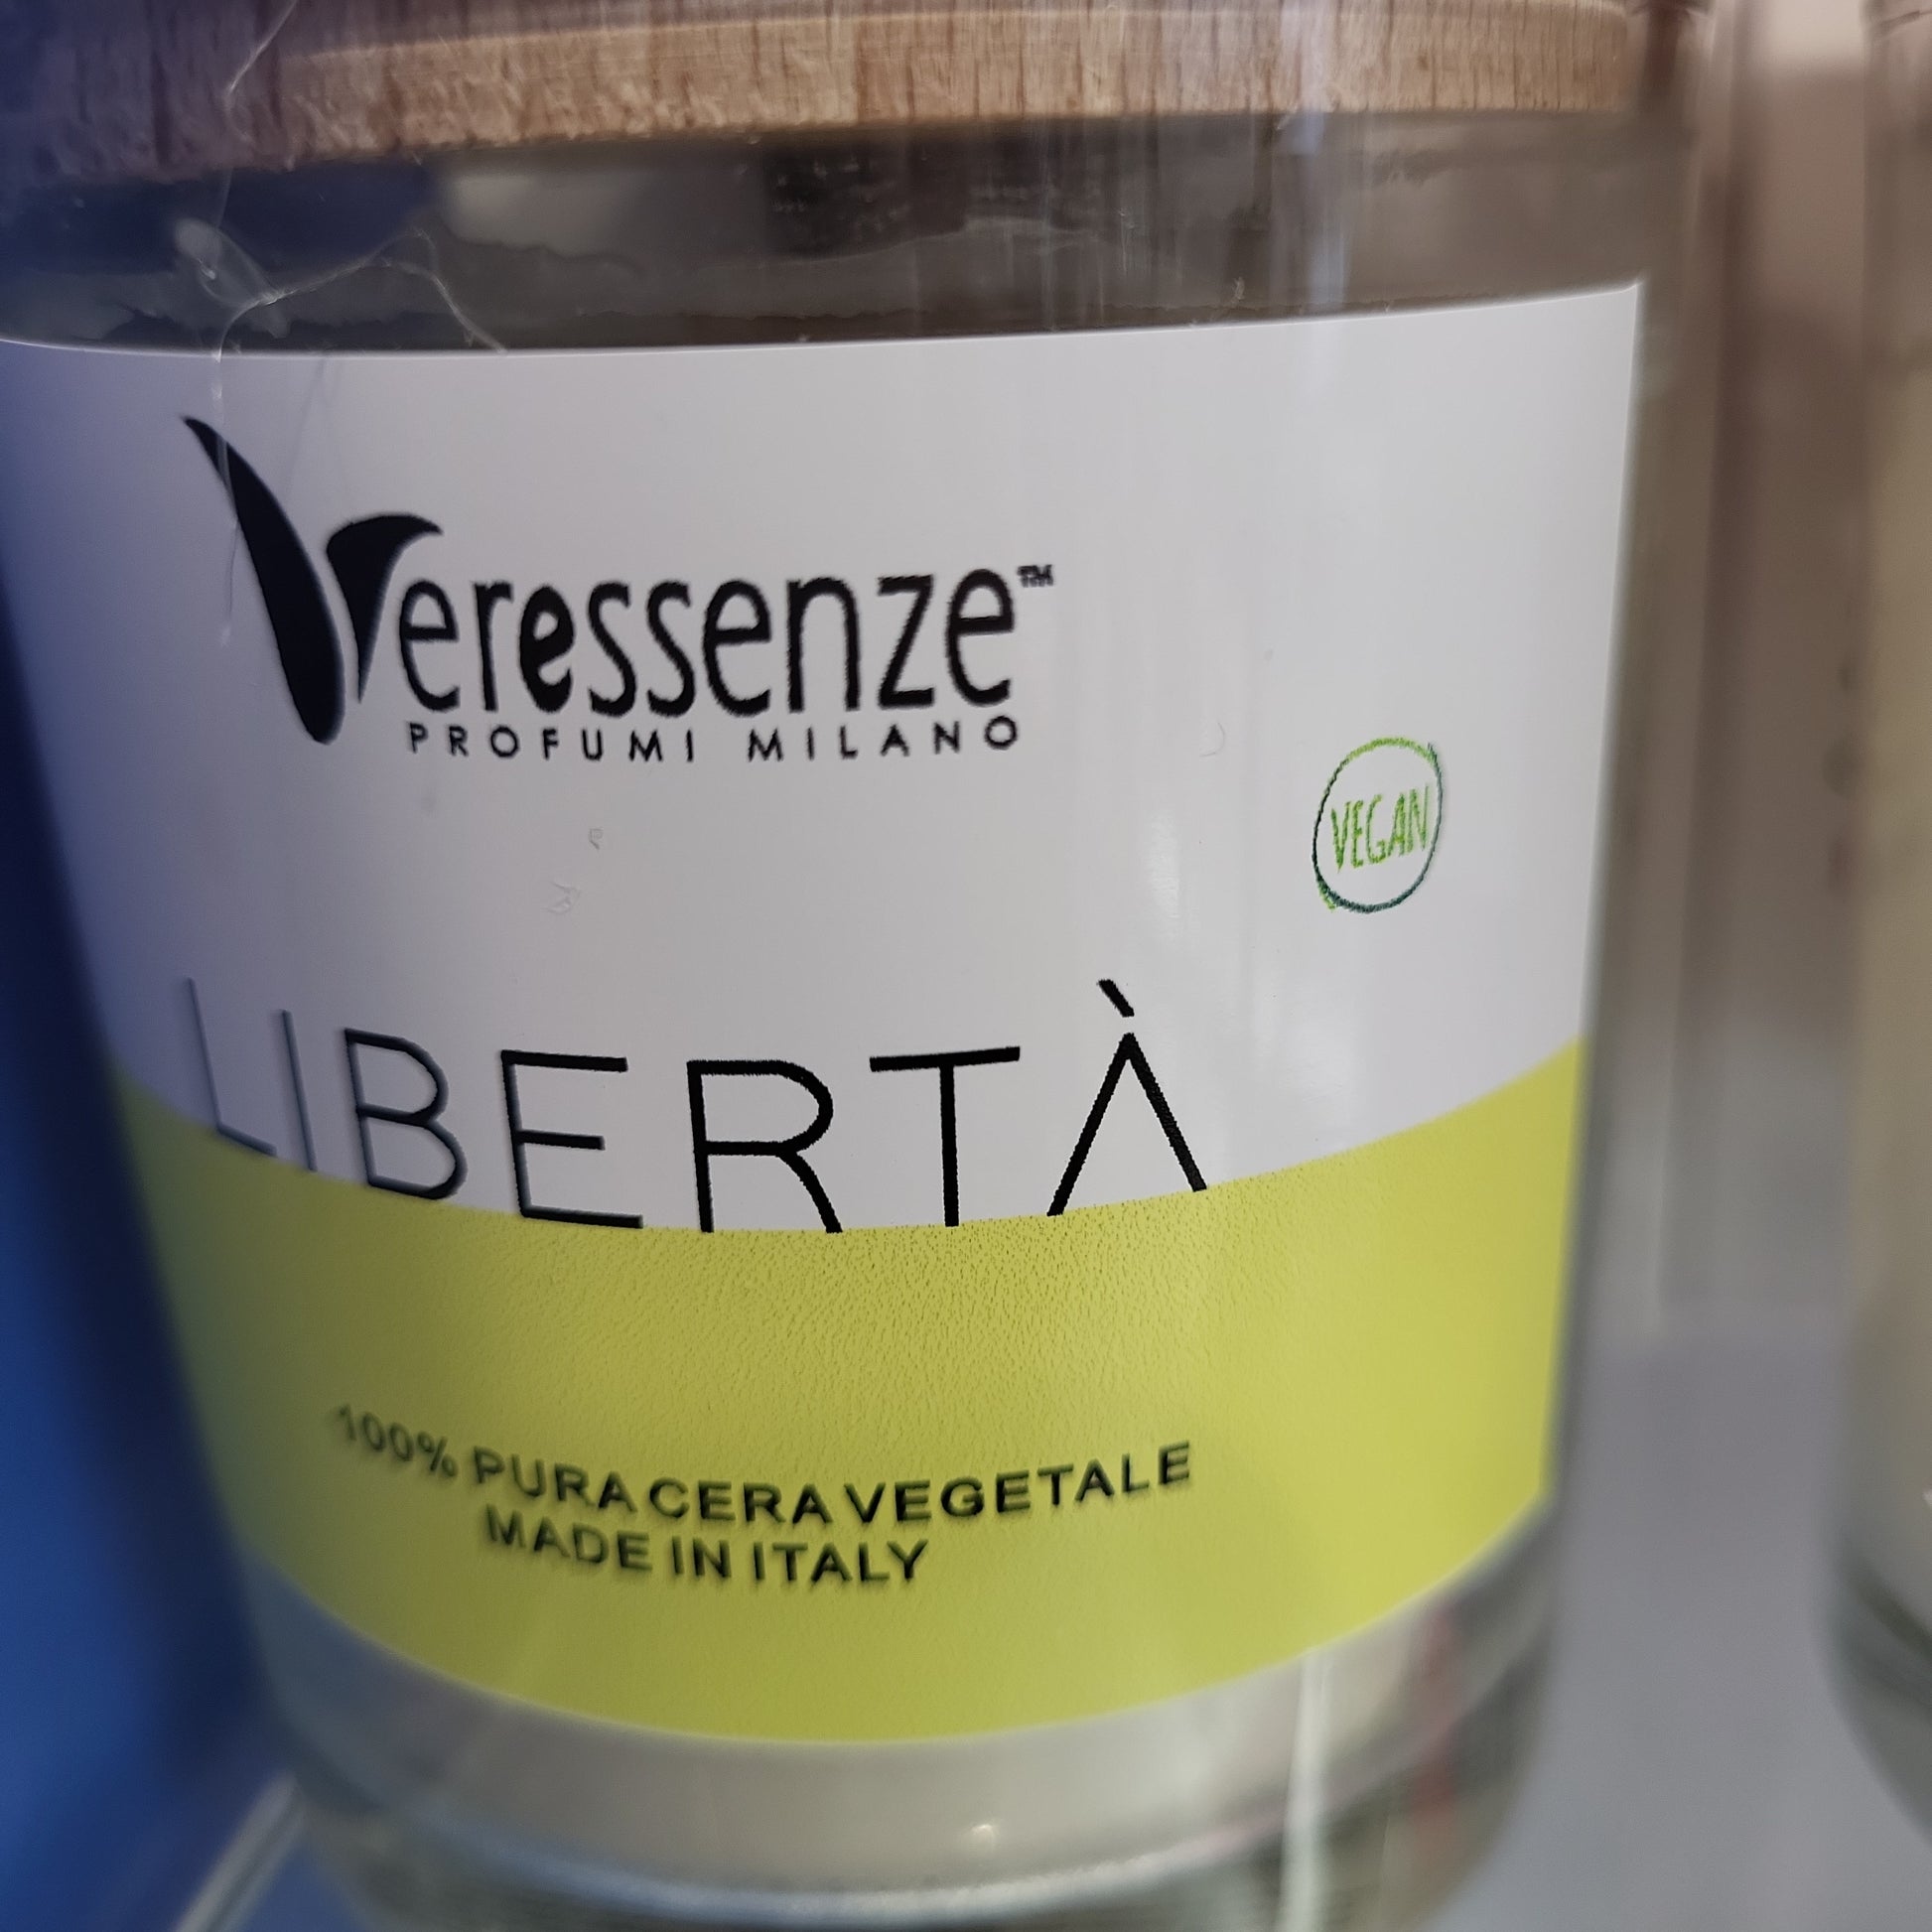 Veressenze™
PROFUMI MILANO
VEGAN
LIBERTÀ
100% PURA CERA VEGETALE
MADE IN ITALY